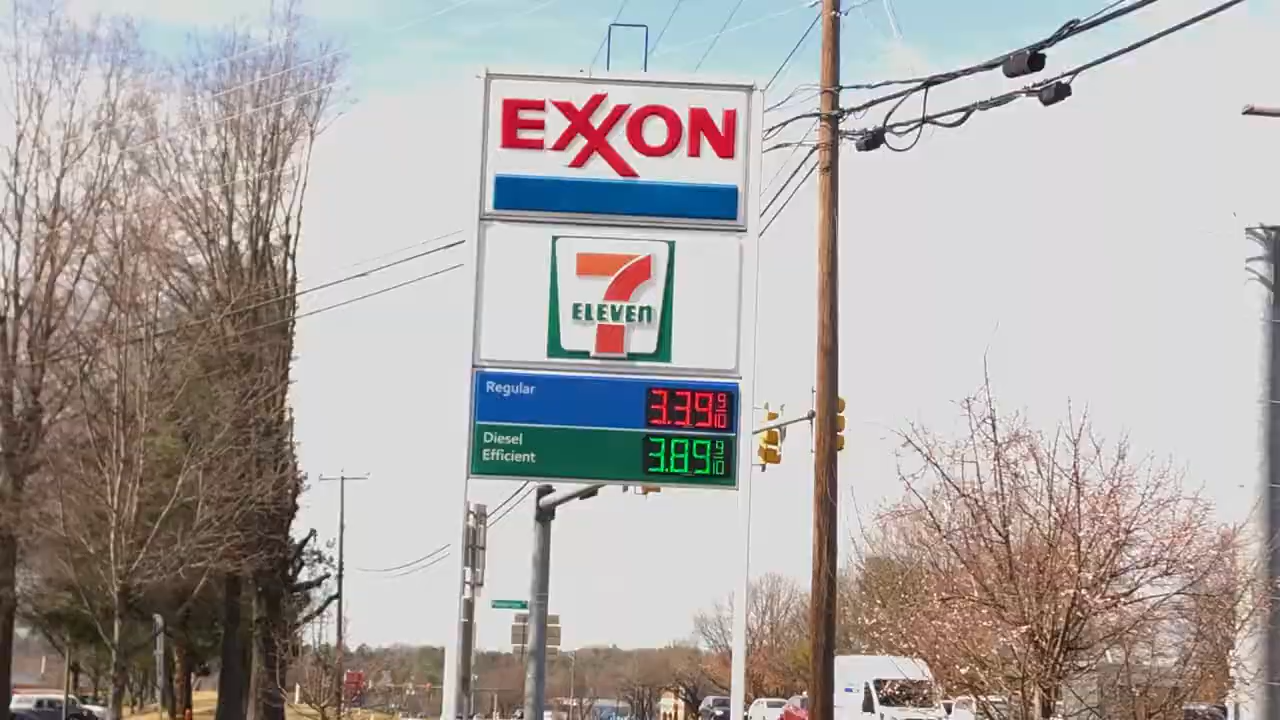 EXXON
7
ELEVEN
Regular
3.39 9/10
Diesel
Efficient
3.89 9/10